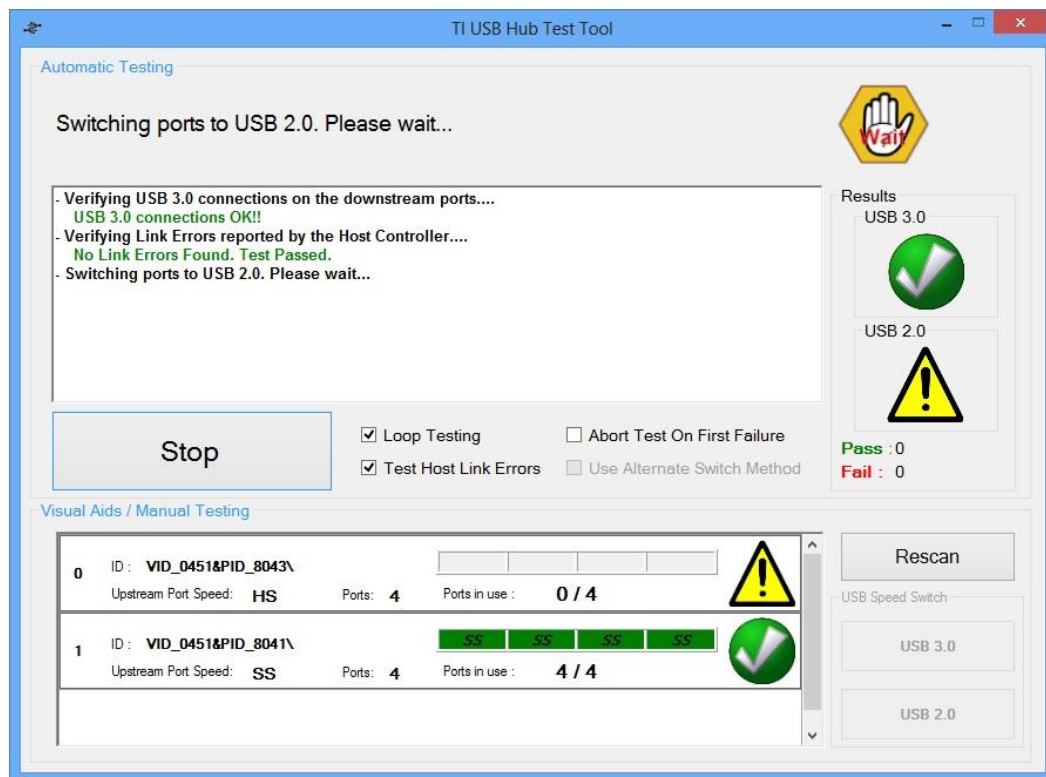 TI USB Hub Test Tool
Automatic Testing
Switching ports to USB 2.0. Please wait...
Wait
- Verifying USB 3.0 connections on the downstream ports....
USB 3.0 connections OK!!
- Verifying Link Errors reported by the Host Controller....
No Link Errors Found. Test Passed.
- Switching ports to USB 2.0. Please wait...
Results
USB 3.0
USB 2.0
Stop
Loop Testing
Abort Test On First Failure
Test Host Link Errors
Use Alternate Switch Method
Pass : 0
Fail : 0
Visual Aids / Manual Testing
0
ID : VID_0451&PID_8043\
Upstream Port Speed: HS Ports: 4 Ports in use : 0 / 4
1
ID : VID_0451&PID_8041\
SS SS SS SS
Upstream Port Speed: SS Ports: 4 Ports in use : 4 / 4
Rescan
USB Speed Switch
USB 3.0
USB 2.0